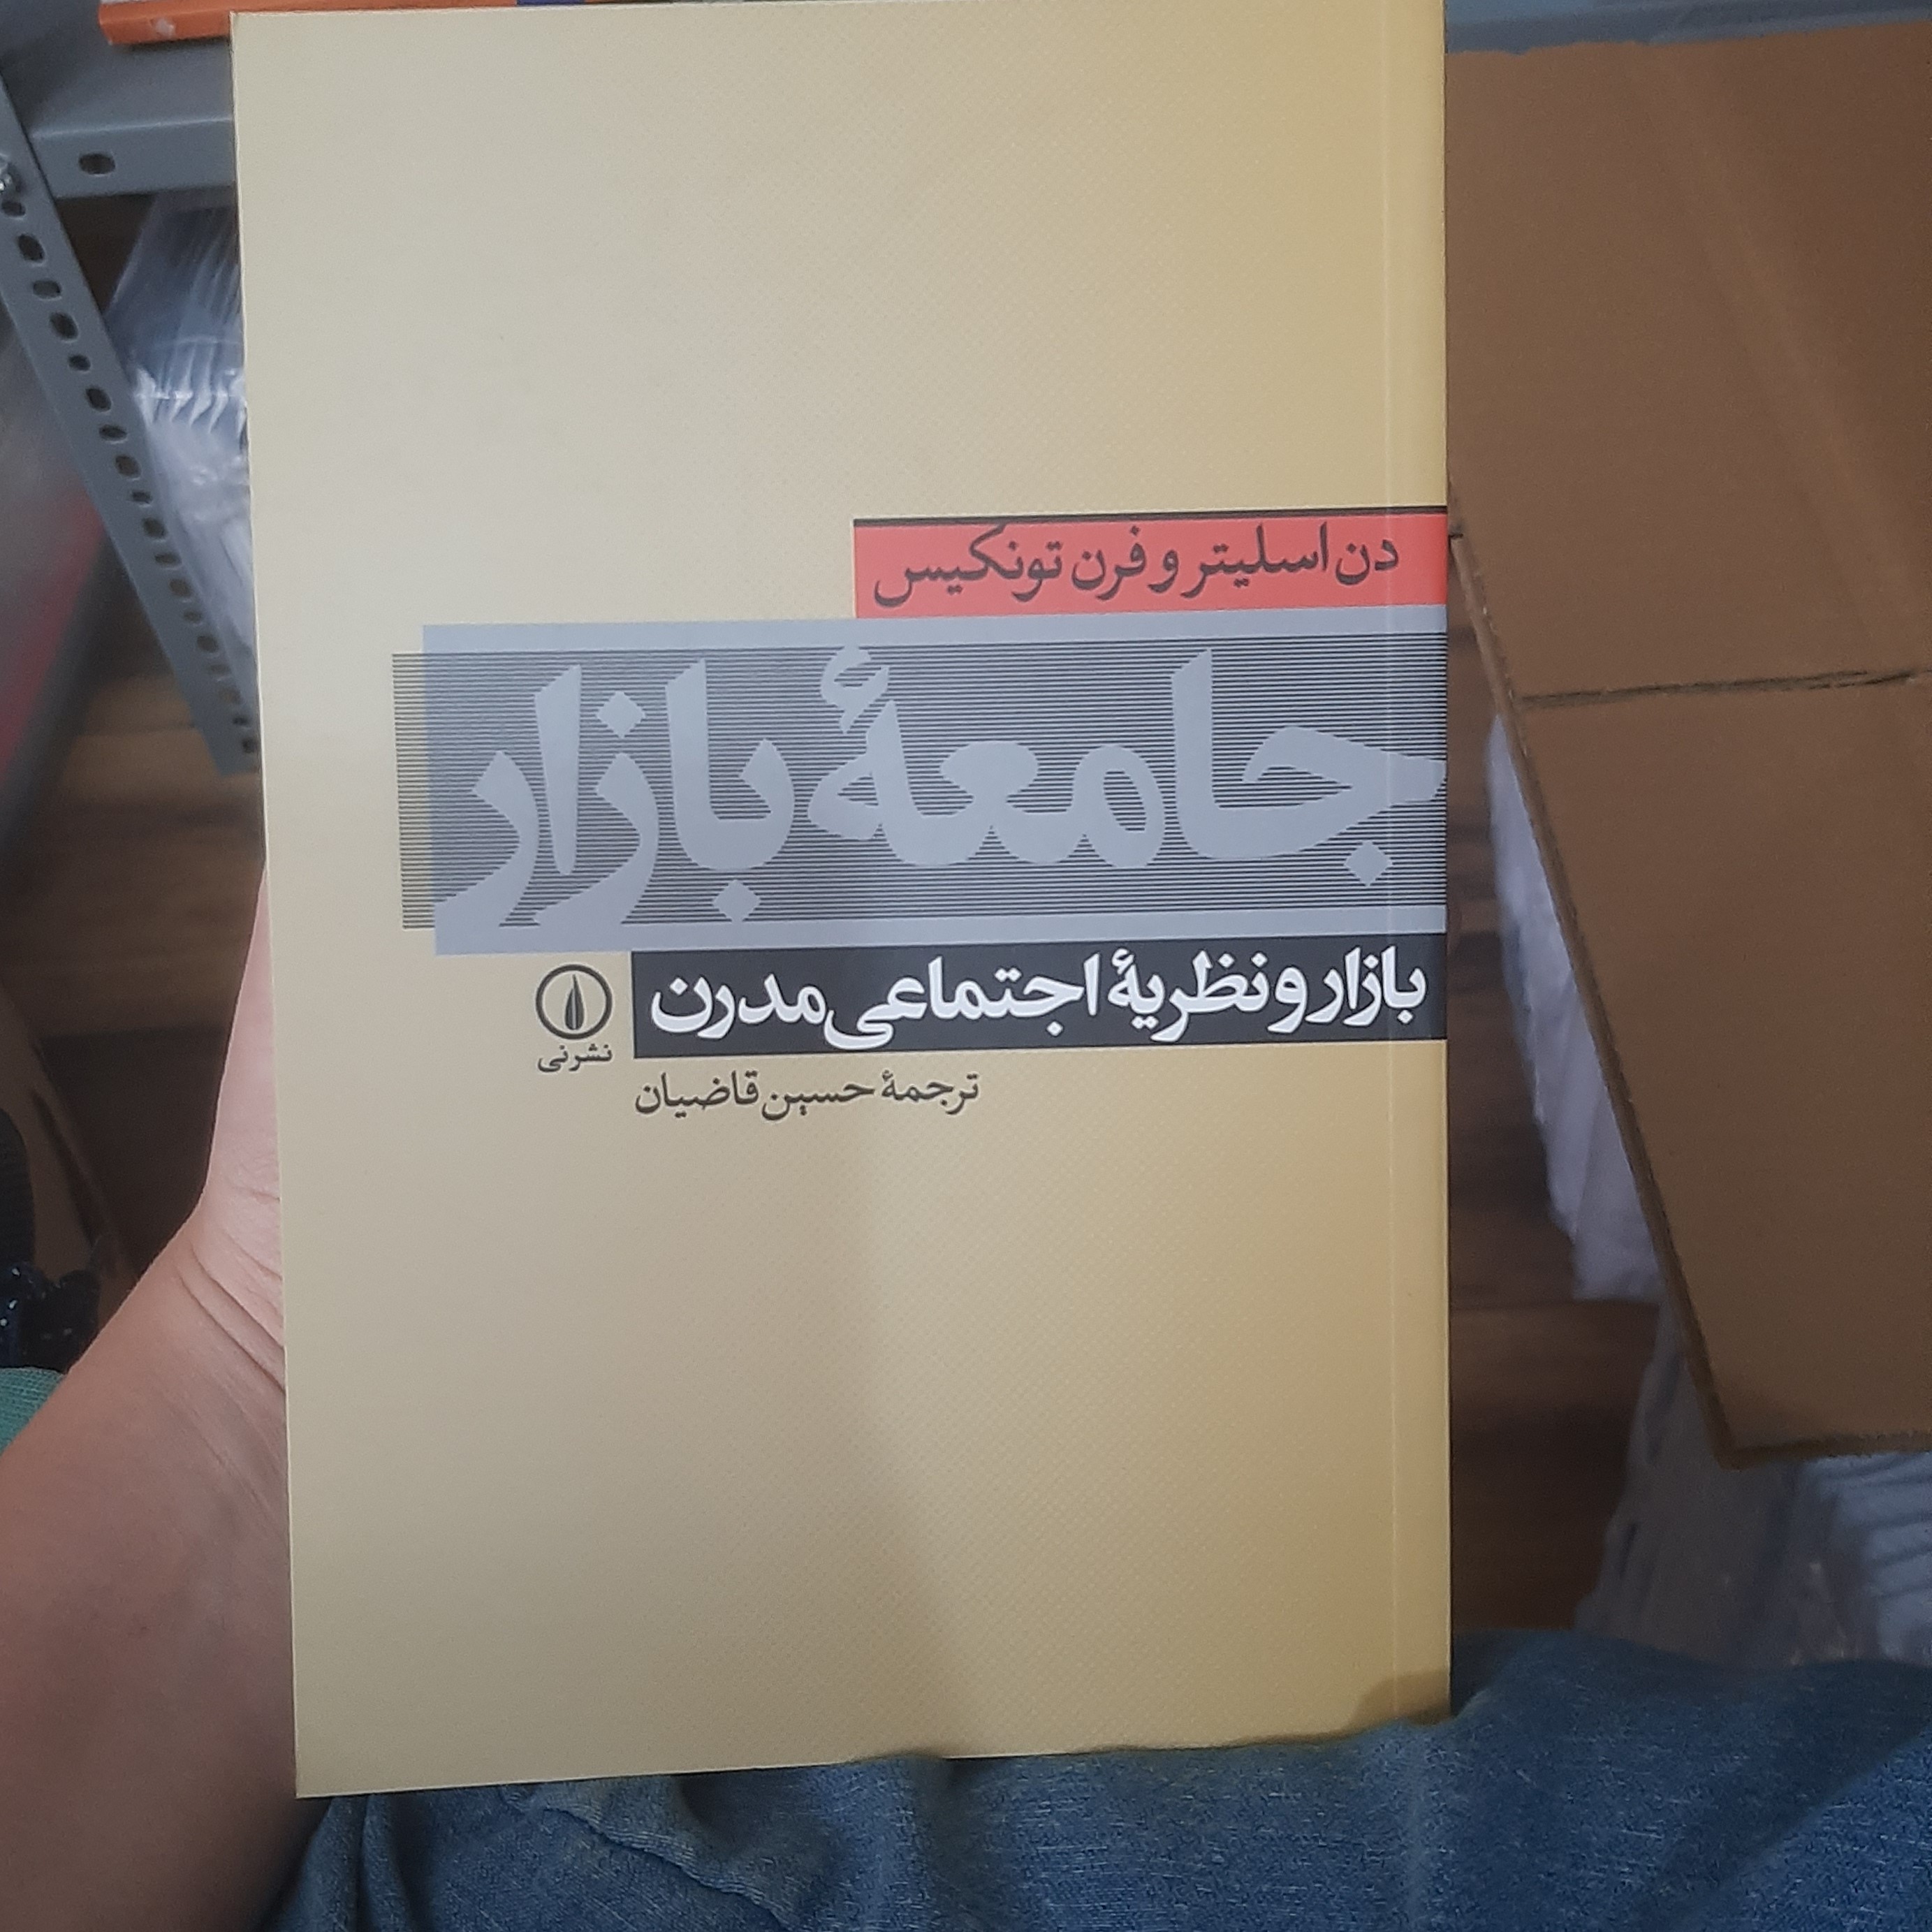 دن اسلیتر و فرن تونکیس
جامعهٔ بازار
بازار و نظریهٔ اجتماعی مدرن
نشرنی
ترجمهٔ حسین قاضیان